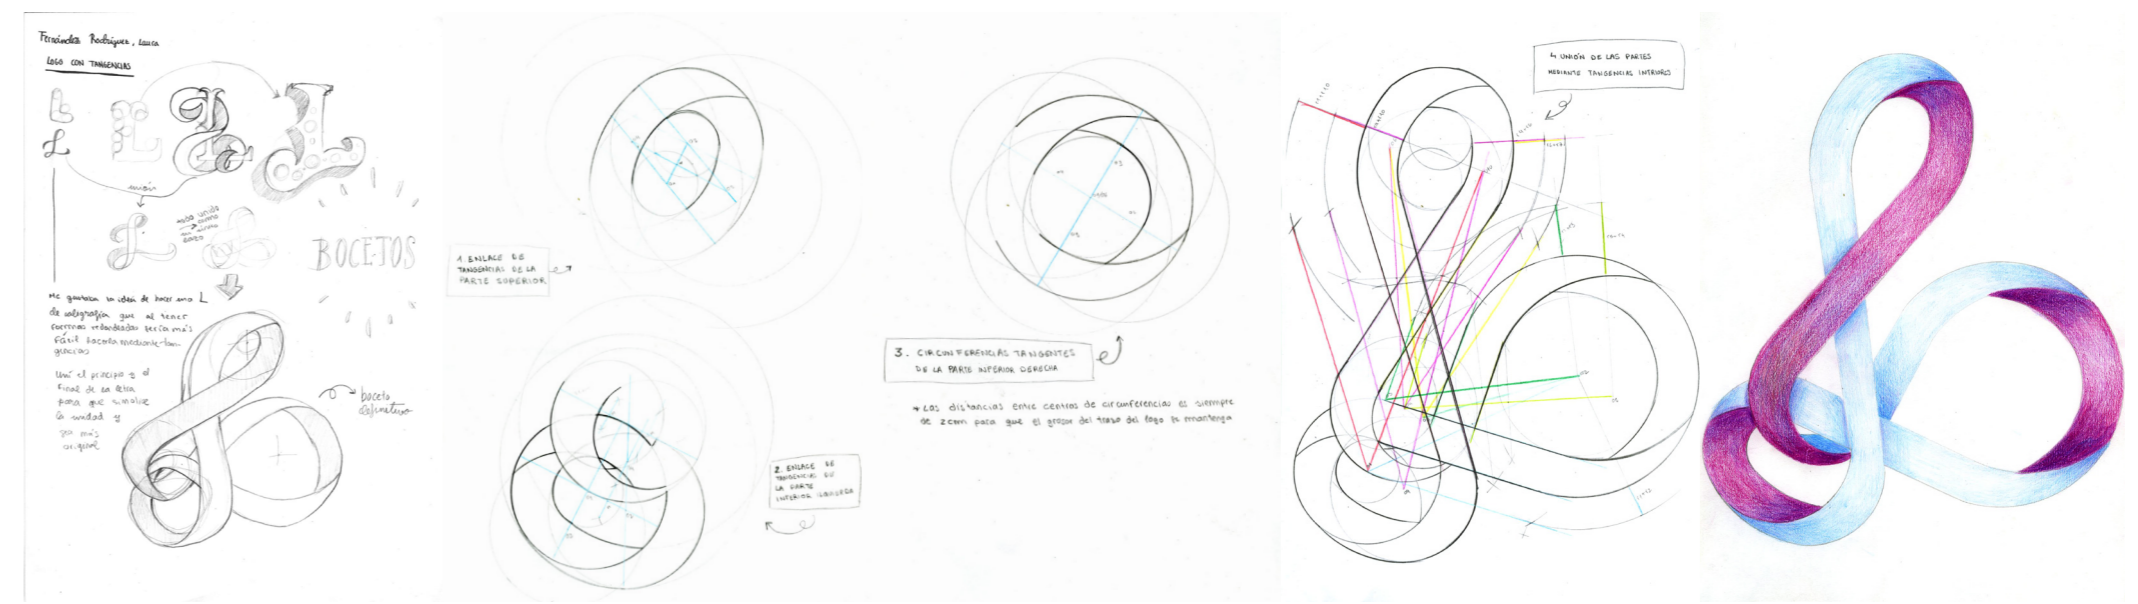 Fernández Rodríguez, Laura
LOGO CON TANGENCIAS
unión
BOCETOS
Me gustaba la idea de hacer una L
de caligrafía que al tener
formas redondeadas sería más
fácil hacerla mediante tan-
gencias
Uní el principio y el
final de la letra
para que simbolice
la unidad y
sea más
original
boceto
definitivo
1. ENLACE DE
TANGENCIAS DE LA
PARTE SUPERIOR
2. ENLACE DE
TANGENCIAS DE
LA PARTE
INFERIOR IZQUIERDA
3. CIRCUNFERENCIAS TANGENTES
DE LA PARTE INFERIOR DERECHA
* Las distancias entre centros de circunferencias es siempre
de 2cm para que el grosor del trazo del logo se mantenga
4 UNIÓN DE LAS PARTES
MEDIANTE TANGENCIAS INTERIORES